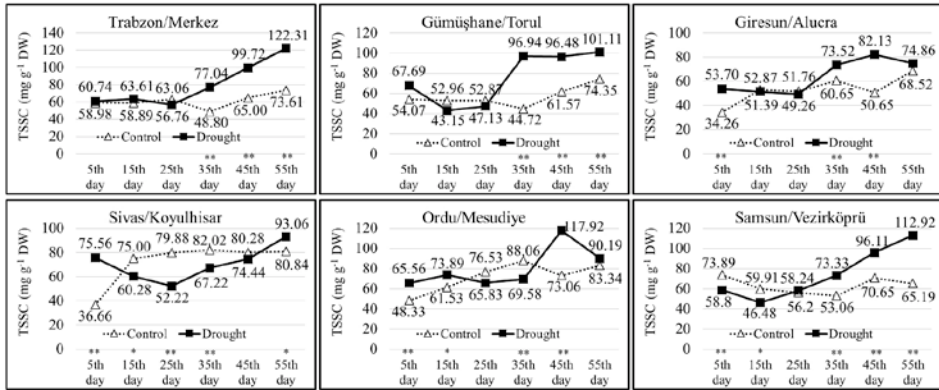 Trabzon/Merkez
TSSC (mg g⁻¹ DW)
140
120
100
80
60
40
20
0
60.74 63.61 63.06 77.04 99.72 122.31
58.98 58.89 56.76 48.80 65.00 73.61
Control Drought
** ** **
5th day 15th day 25th day 35th day 45th day 55th day
Gümüşhane/Torul
TSSC (mg g⁻¹ DW)
120
100
80
60
40
20
0
67.69 52.96 52.87 96.94 96.48 101.11
54.07 43.15 47.13 44.72 61.57 74.35
Control Drought
** ** **
5th day 15th day 25th day 35th day 45th day 55th day
Giresun/Alucra
TSSC (mg g⁻¹ DW)
100
80
60
40
20
0
53.70 52.87 51.76 73.52 82.13 74.86
34.26 51.39 49.26 60.65 50.65 68.52
Control Drought
** ** **
5th day 15th day 25th day 35th day 45th day 55th day
Sivas/Koyulhisar
TSSC (mg g⁻¹ DW)
100
80
60
40
20
0
75.56 75.00 79.88 82.02 80.28 93.06
36.66 60.28 52.22 67.22 74.44 80.84
Control Drought
** * ** ** *
5th day 15th day 25th day 35th day 45th day 55th day
Ordu/Mesudiye
TSSC (mg g⁻¹ DW)
120
100
80
60
40
20
0
65.56 73.89 76.53 88.06 117.92 90.19
48.33 61.53 65.83 69.58 73.06 83.34
Control Drought
** * ** **
5th day 15th day 25th day 35th day 45th day 55th day
Samsun/Vezirköprü
TSSC (mg g⁻¹ DW)
120
100
80
60
40
20
0
73.89 59.91 58.24 73.33 96.11 112.92
58.8 46.48 56.2 53.06 70.65 65.19
Control Drought
** * ** ** **
5th day 15th day 25th day 35th day 45th day 55th day